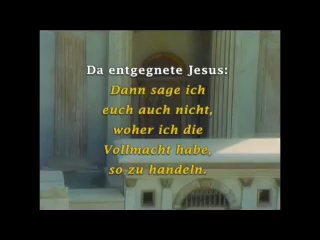 Da entgegnete Jesus:
Dann sage ich
euch auch nicht,
woher ich die
Vollmacht habe,
so zu handeln.